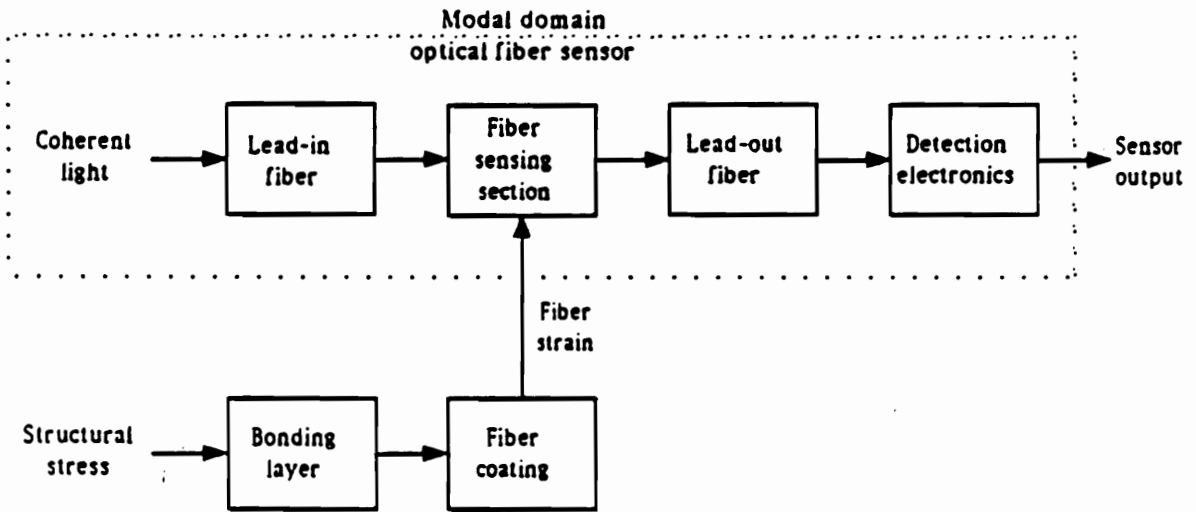 Modal domain
optical fiber sensor
Coherent
light
Lead-in
fiber
Fiber
sensing
section
Lead-out
fiber
Detection
electronics
Sensor
output
Fiber
strain
Structural
stress
Bonding
layer
Fiber
coating